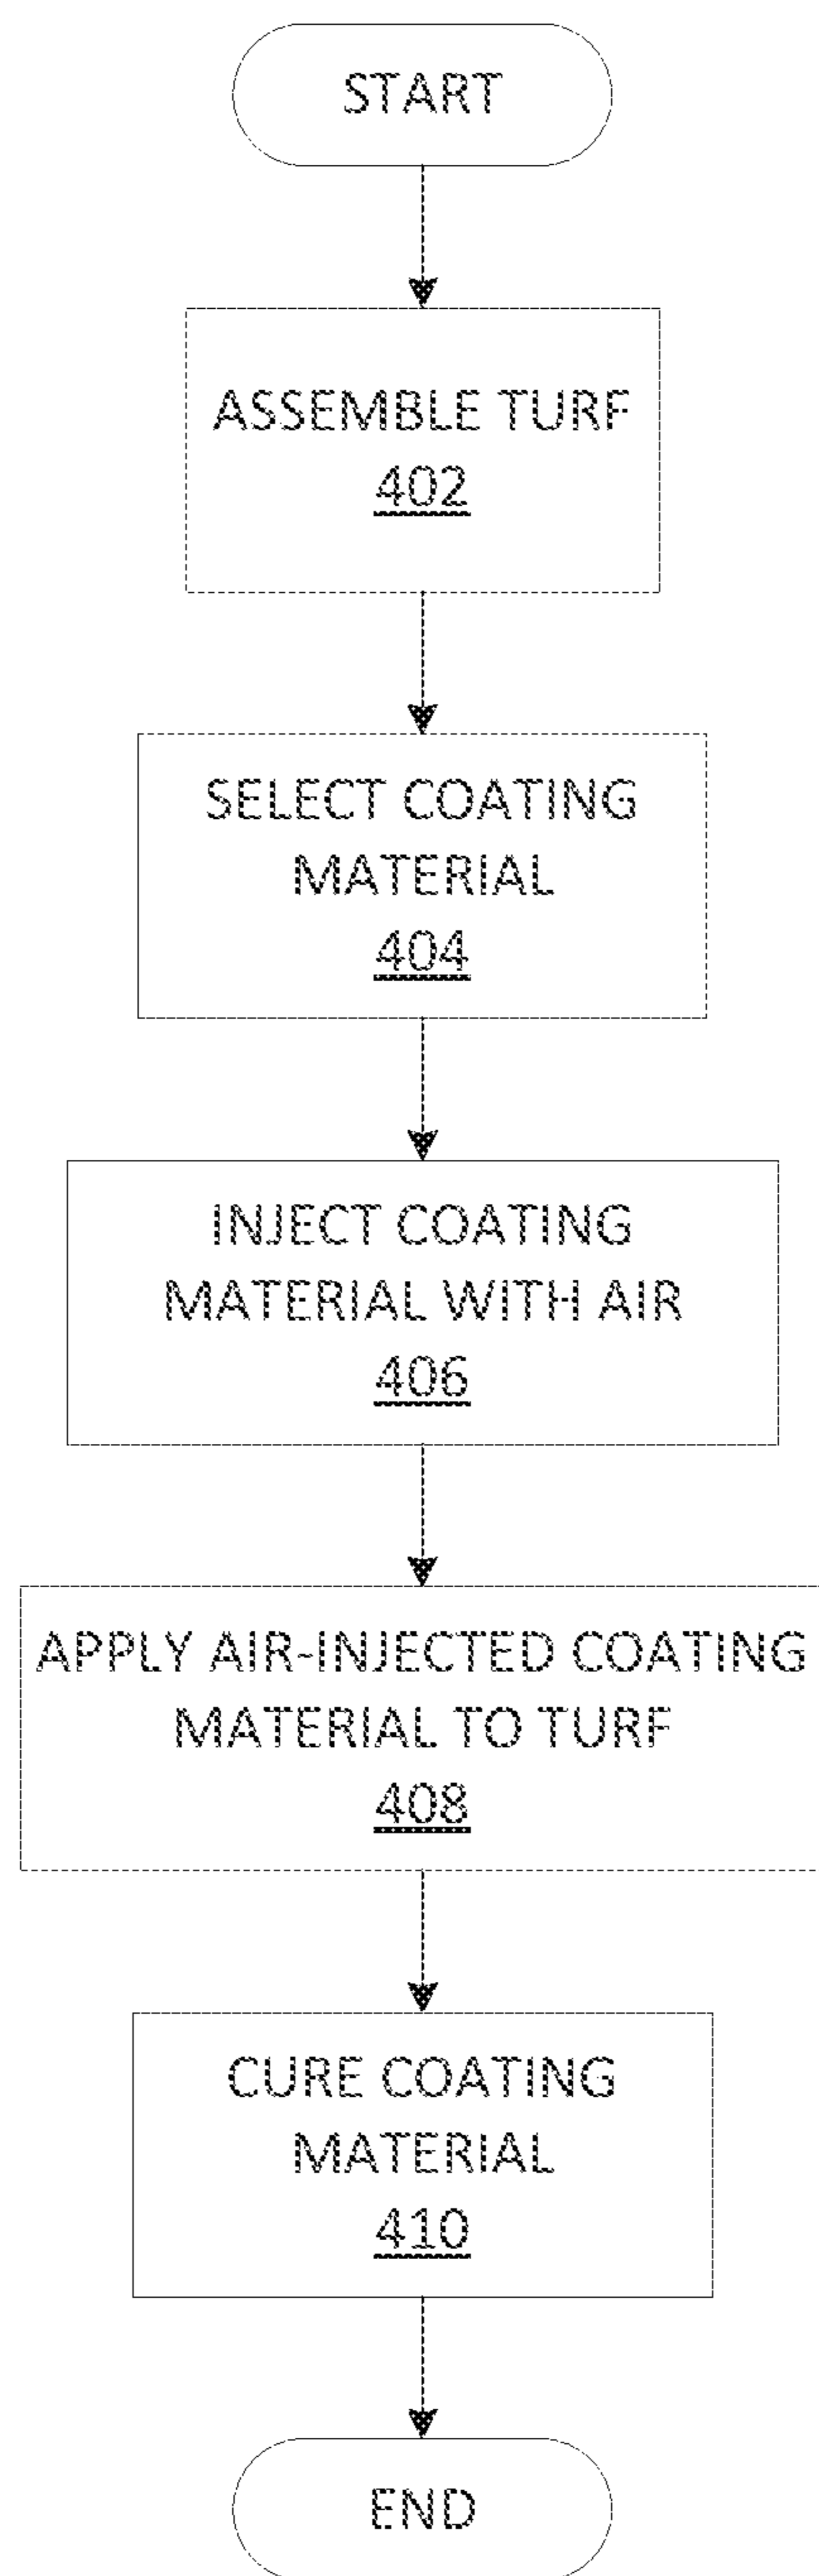 START
ASSEMBLE TURF
402
SELECT COATING
MATERIAL
404
INJECT COATING
MATERIAL WITH AIR
406
APPLY AIR-INJECTED COATING
MATERIAL TO TURF
408
CURE COATING
MATERIAL
410
END